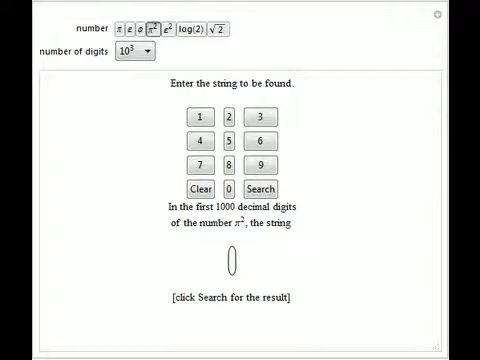 number π e ϕ π² e² log(2) √2
number of digits 10³
Enter the string to be found.
1 2 3
4 5 6
7 8 9
Clear 0 Search
In the first 1000 decimal digits
of the number π², the string
[click Search for the result]